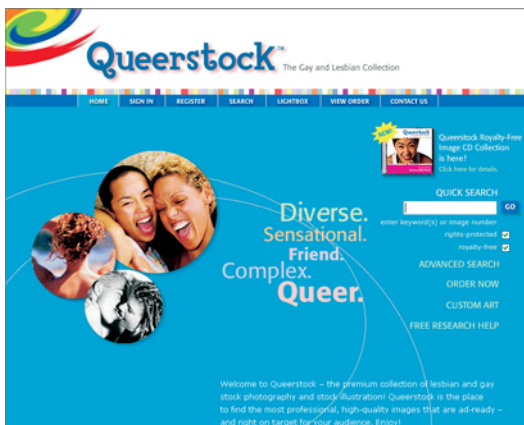 Queerstock™
The Gay and Lesbian Collection
HOME SIGN IN REGISTER SEARCH LIGHTBOX VIEW ORDER CONTACT US
NEW!
Queerstock
Queerstock Royalty-Free
Image CD Collection
is here!
Click here for details.
QUICK SEARCH
GO
enter keyword(s) or image number
rights-protected
royalty-free
ADVANCED SEARCH
ORDER NOW
CUSTOM ART
FREE RESEARCH HELP
Diverse.
Sensational.
Friend.
Complex.
Queer.
Welcome to Queerstock – the premium collection of lesbian and gay
stock photography and stock illustration! Queerstock is the place
to find the most professional, high-quality images that are ad-ready –
and right on target for your audience. Enjoy!